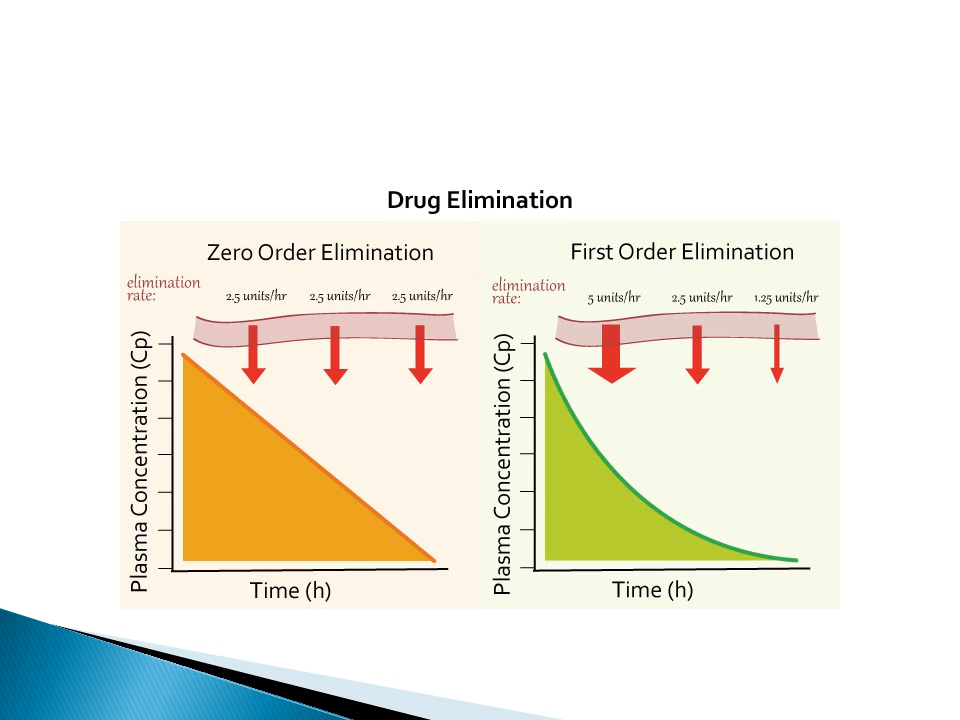 Drug Elimination
Zero Order Elimination
elimination
rate:
2.5 units/hr 2.5 units/hr 2.5 units/hr
Plasma Concentration (Cp)
Time (h)
First Order Elimination
elimination
rate:
5 units/hr 2.5 units/hr 1.25 units/hr
Plasma Concentration (Cp)
Time (h)